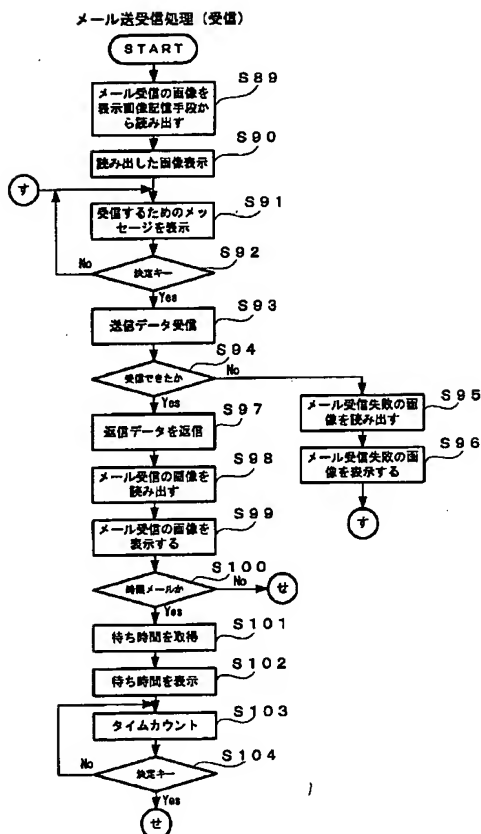 メール送受信処理（受信）
START
S89
メール受信の画像を
表示画像記憶手段か
ら読み出す
S90
読み出した画像表示
す
S91
受信するためのメッ
セージを表示
S92
No
決定キー
Yes
S93
送信データ受信
S94
受信できたか
No
Yes
S95
メール受信失敗の画
像を読み出す
S96
メール受信失敗の画
像を表示する
す
S97
返信データを返信
S98
メール受信の画像を
読み出す
S99
メール受信の画像を
表示する
S100
時間メールか
No
せ
Yes
S101
待ち時間を取得
S102
待ち時間を表示
S103
タイムカウント
S104
No
決定キー
Yes
せ